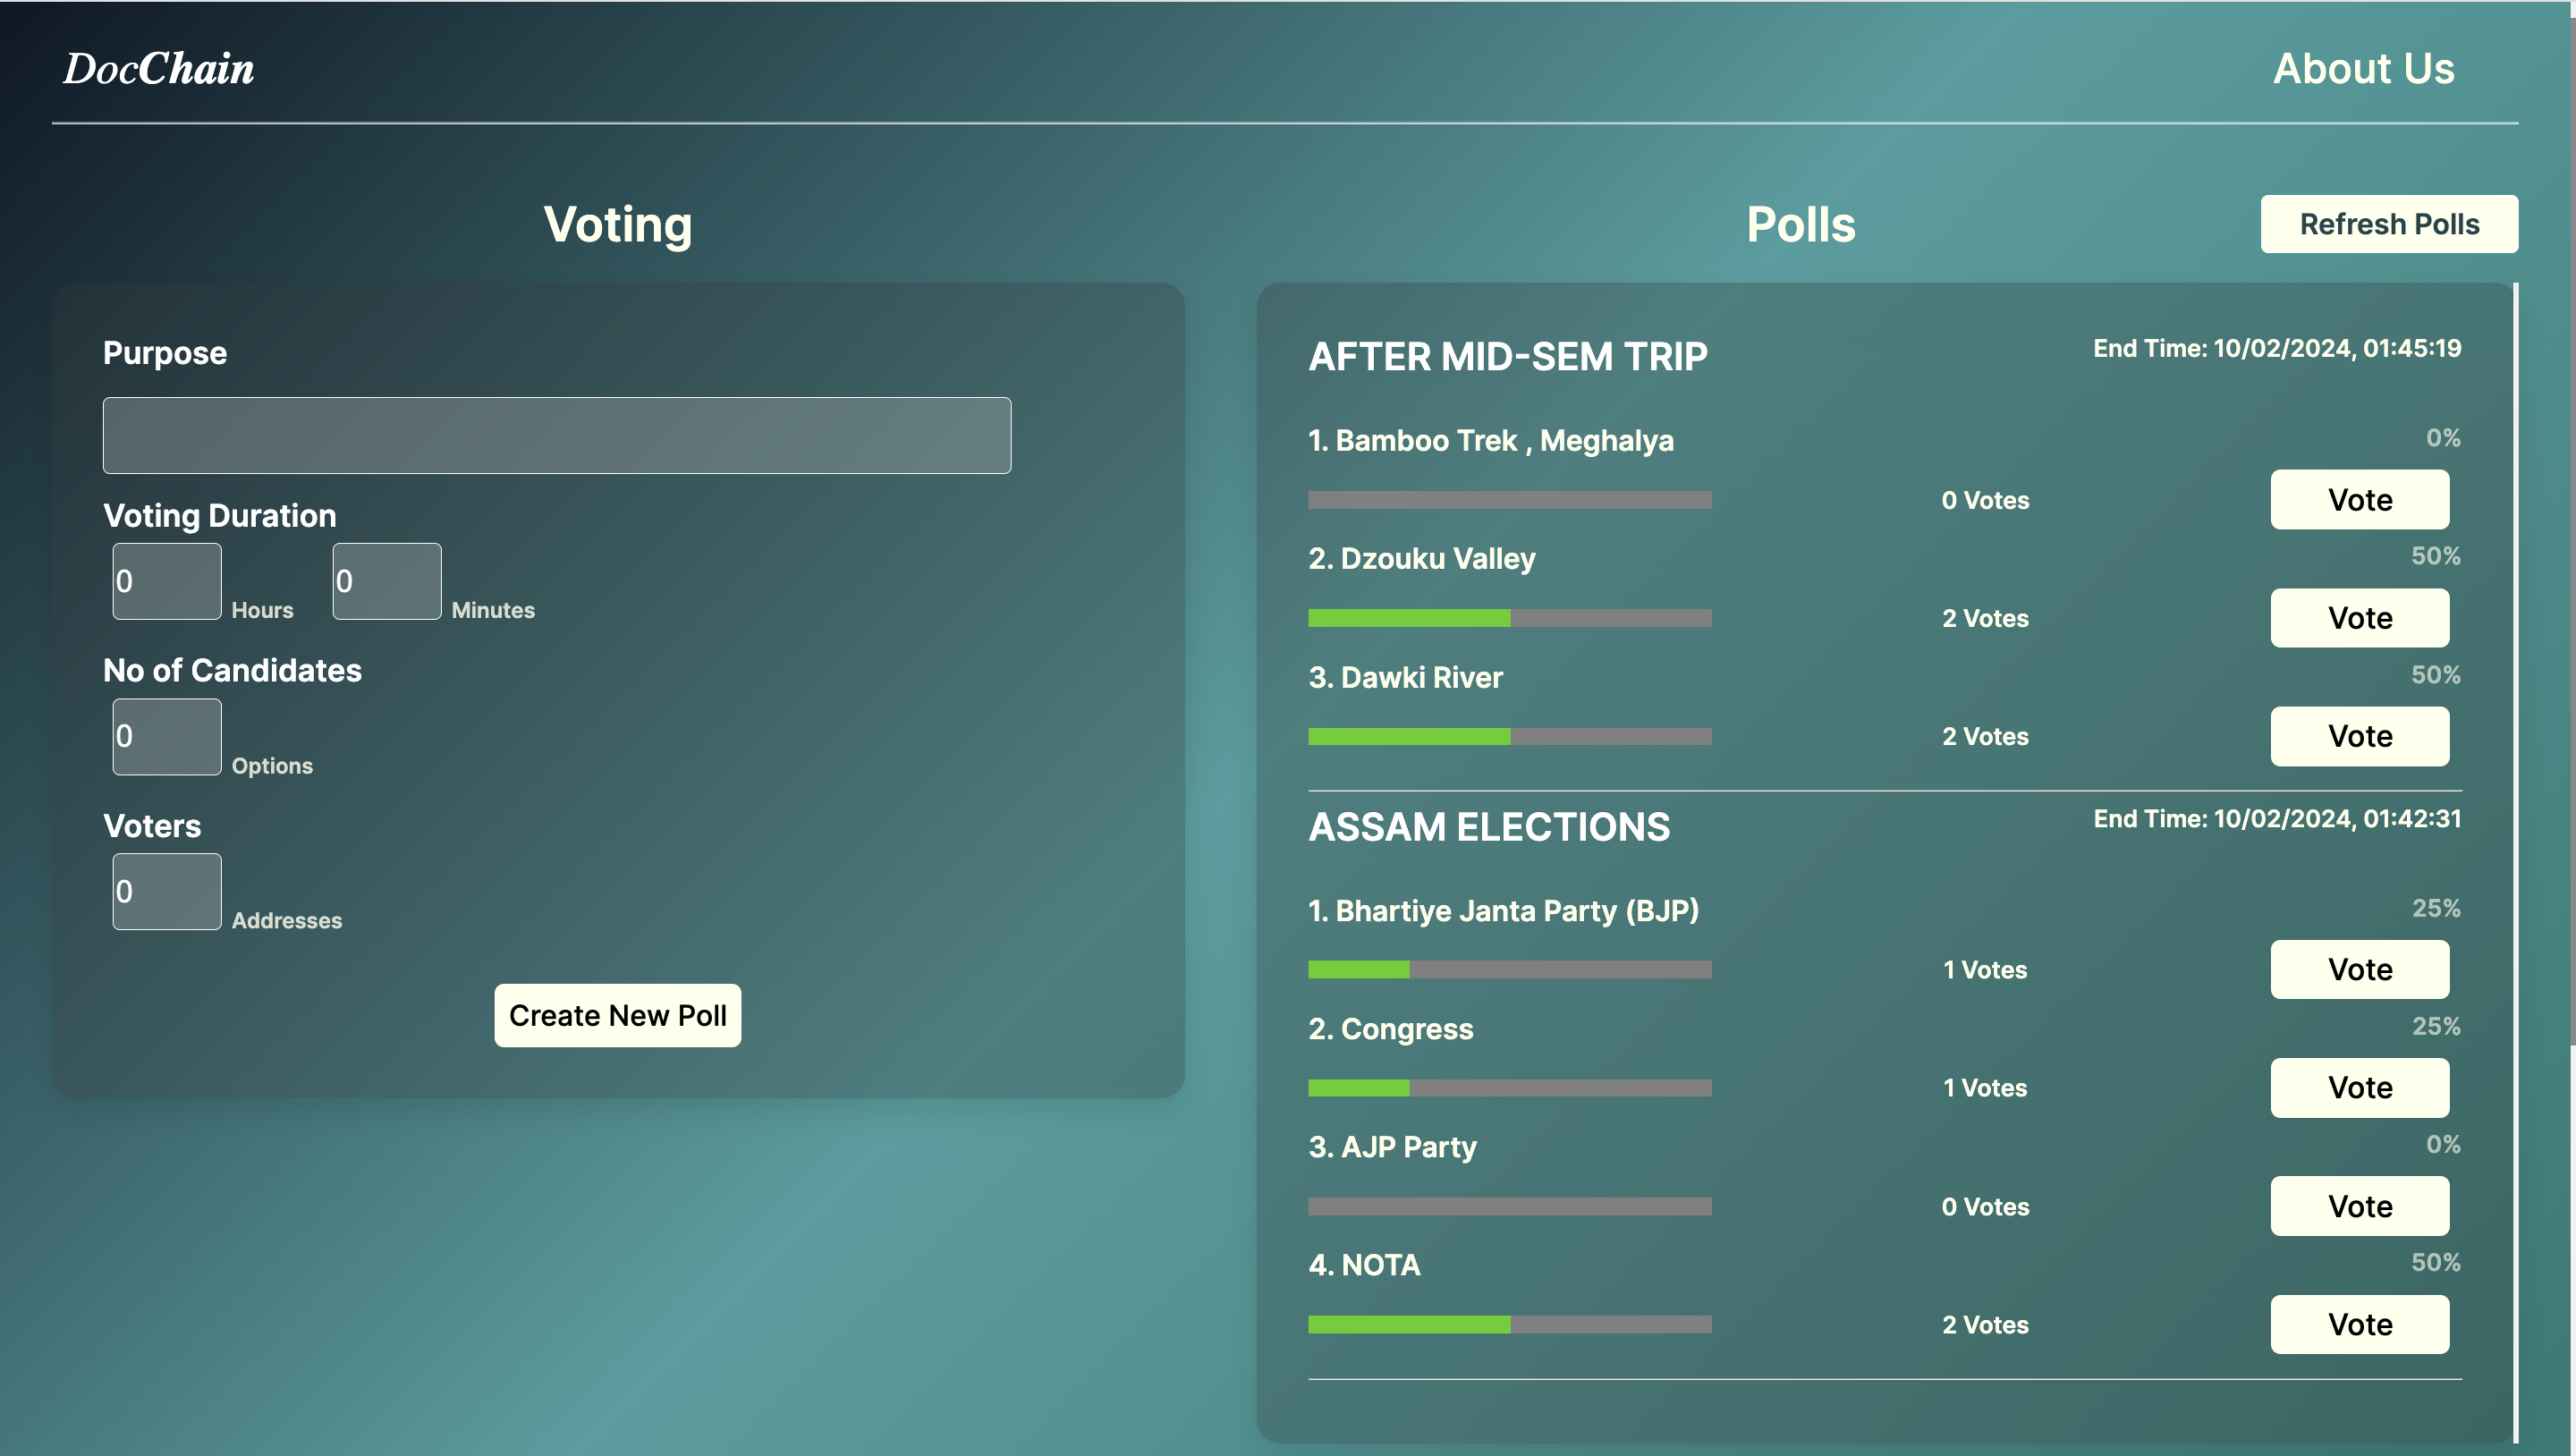 DocChain
About Us
Voting
Purpose
Voting Duration
0 Hours 0 Minutes
No of Candidates
0 Options
Voters
0 Addresses
Create New Poll
Polls
Refresh Polls
AFTER MID-SEM TRIP
End Time: 10/02/2024, 01:45:19
1. Bamboo Trek , Meghalya
0%
0 Votes
Vote
2. Dzouku Valley
50%
2 Votes
Vote
3. Dawki River
50%
2 Votes
Vote
ASSAM ELECTIONS
End Time: 10/02/2024, 01:42:31
1. Bhartiye Janta Party (BJP)
25%
1 Votes
Vote
2. Congress
25%
1 Votes
Vote
3. AJP Party
0%
0 Votes
Vote
4. NOTA
50%
2 Votes
Vote